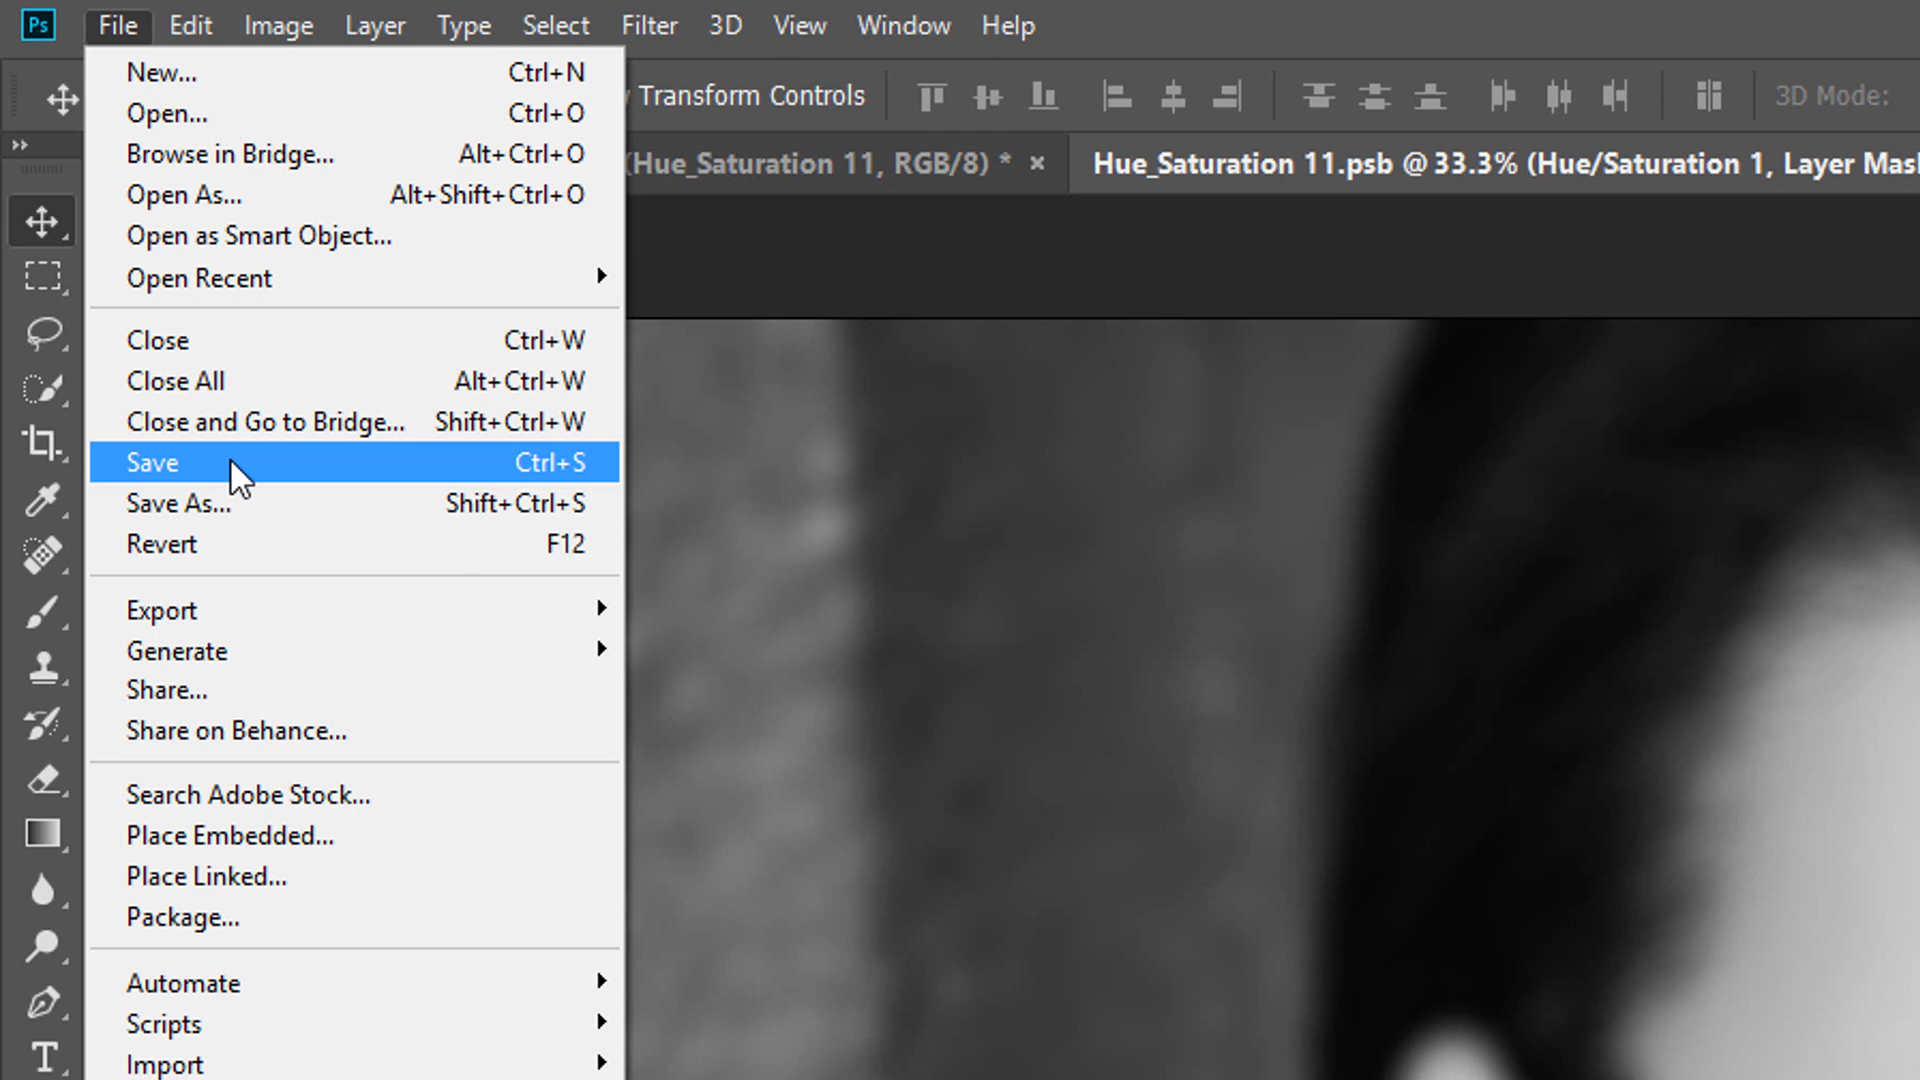 Ps File Edit Image Layer Type Select Filter 3D View Window Help
Transform Controls 3D Mode:
(Hue_Saturation 11, RGB/8) * × Hue_Saturation 11.psb @ 33.3% (Hue/Saturation 1, Layer Mas
New... Ctrl+N
Open... Ctrl+O
Browse in Bridge... Alt+Ctrl+O
Open As... Alt+Shift+Ctrl+O
Open as Smart Object...
Open Recent
Close Ctrl+W
Close All Alt+Ctrl+W
Close and Go to Bridge... Shift+Ctrl+W
Save Ctrl+S
Save As... Shift+Ctrl+S
Revert F12
Export
Generate
Share...
Share on Behance...
Search Adobe Stock...
Place Embedded...
Place Linked...
Package...
Automate
Scripts
Import